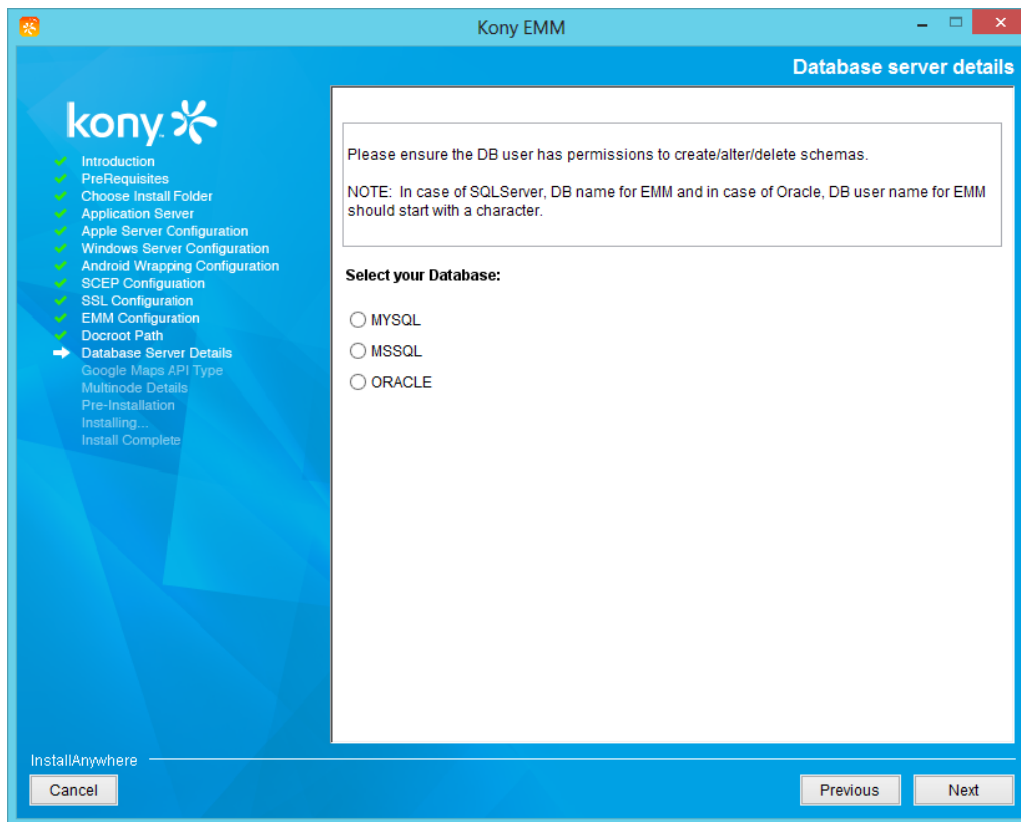 Kony EMM
Database server details
kony
Introduction
PreRequisites
Choose Install Folder
Application Server
Apple Server Configuration
Windows Server Configuration
Android Wrapping Configuration
SCEP Configuration
SSL Configuration
EMM Configuration
Docroot Path
Database Server Details
Google Maps API Type
Multinode Details
Pre-Installation
Installing...
Install Complete
Please ensure the DB user has permissions to create/alter/delete schemas.
NOTE: In case of SQLServer, DB name for EMM and in case of Oracle, DB user name for EMM
should start with a character.
Select your Database:
MYSQL
MSSQL
ORACLE
InstallAnywhere
Cancel
Previous
Next